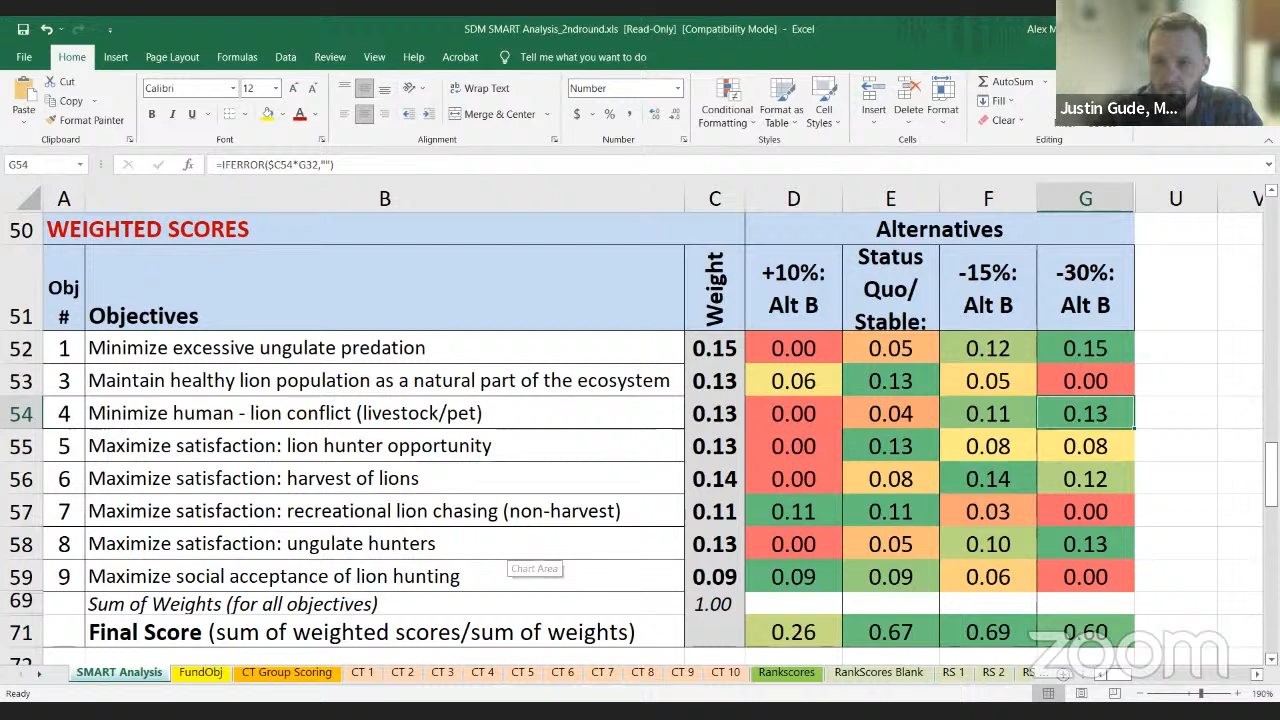 SDM SMART Analysis_2ndround.xls [Read-Only] [Compatibility Mode] - Excel
Alex M
File Home Insert Page Layout Formulas Data Review View Help Acrobat Tell me what you want to do
Justin Gude, M...
Paste Cut Copy Format Painter Clipboard
Calibri 12 B I U A Font
Wrap Text Merge & Center Alignment
Number $ % , Number
Conditional Formatting Format as Table Cell Styles Styles
Insert Delete Format Cells
AutoSum Fill Clear Editing
G54 fx =IFERROR($C54*G32,"")
A B C D E F G U V
50 WEIGHTED SCORES Alternatives
51 Obj # Objectives Weight +10%: Alt B Status Quo/ Stable: -15%: Alt B -30%: Alt B
52 1 Minimize excessive ungulate predation 0.15 0.00 0.05 0.12 0.15
53 3 Maintain healthy lion population as a natural part of the ecosystem 0.13 0.06 0.13 0.05 0.00
54 4 Minimize human - lion conflict (livestock/pet) 0.13 0.00 0.04 0.11 0.13
55 5 Maximize satisfaction: lion hunter opportunity 0.13 0.00 0.13 0.08 0.08
56 6 Maximize satisfaction: harvest of lions 0.14 0.00 0.08 0.14 0.12
57 7 Maximize satisfaction: recreational lion chasing (non-harvest) 0.11 0.11 0.11 0.03 0.00
58 8 Maximize satisfaction: ungulate hunters 0.13 0.00 0.05 0.10 0.13
Chart Area
59 9 Maximize social acceptance of lion hunting 0.09 0.09 0.09 0.06 0.00
69 Sum of Weights (for all objectives) 1.00
71 Final Score (sum of weighted scores/sum of weights) 0.26 0.67 0.69 0.60
zoom
SMART Analysis FundObj CT Group Scoring CT 1 CT 2 CT 3 CT 4 CT 5 CT 6 CT 7 CT 8 CT 9 CT 10 Rankscores RankScores Blank RS 1 RS 2 ...
Ready 190%